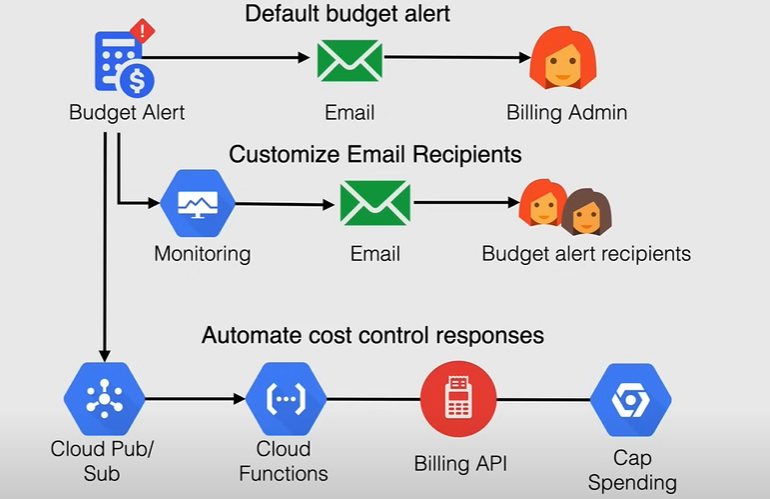 Default budget alert
!
$
Budget Alert
Email
Billing Admin
Customize Email Recipients
Monitoring
Email
Budget alert recipients
Automate cost control responses
Cloud Pub/
Sub
Cloud
Functions
Billing API
Cap
Spending